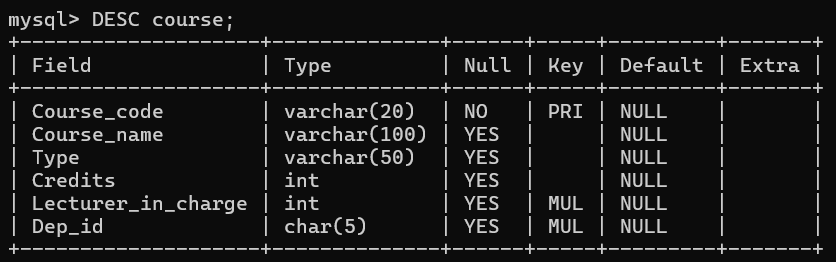 mysql> DESC course;
+--------------------+--------------+------+-----+---------+-------+
| Field              | Type         | Null | Key | Default | Extra |
+--------------------+--------------+------+-----+---------+-------+
| Course_code        | varchar(20)  | NO   | PRI | NULL    |       |
| Course_name        | varchar(100) | YES  |     | NULL    |       |
| Type               | varchar(50)  | YES  |     | NULL    |       |
| Credits            | int          | YES  |     | NULL    |       |
| Lecturer_in_charge | int          | YES  | MUL | NULL    |       |
| Dep_id             | char(5)      | YES  | MUL | NULL    |       |
+--------------------+--------------+------+-----+---------+-------+